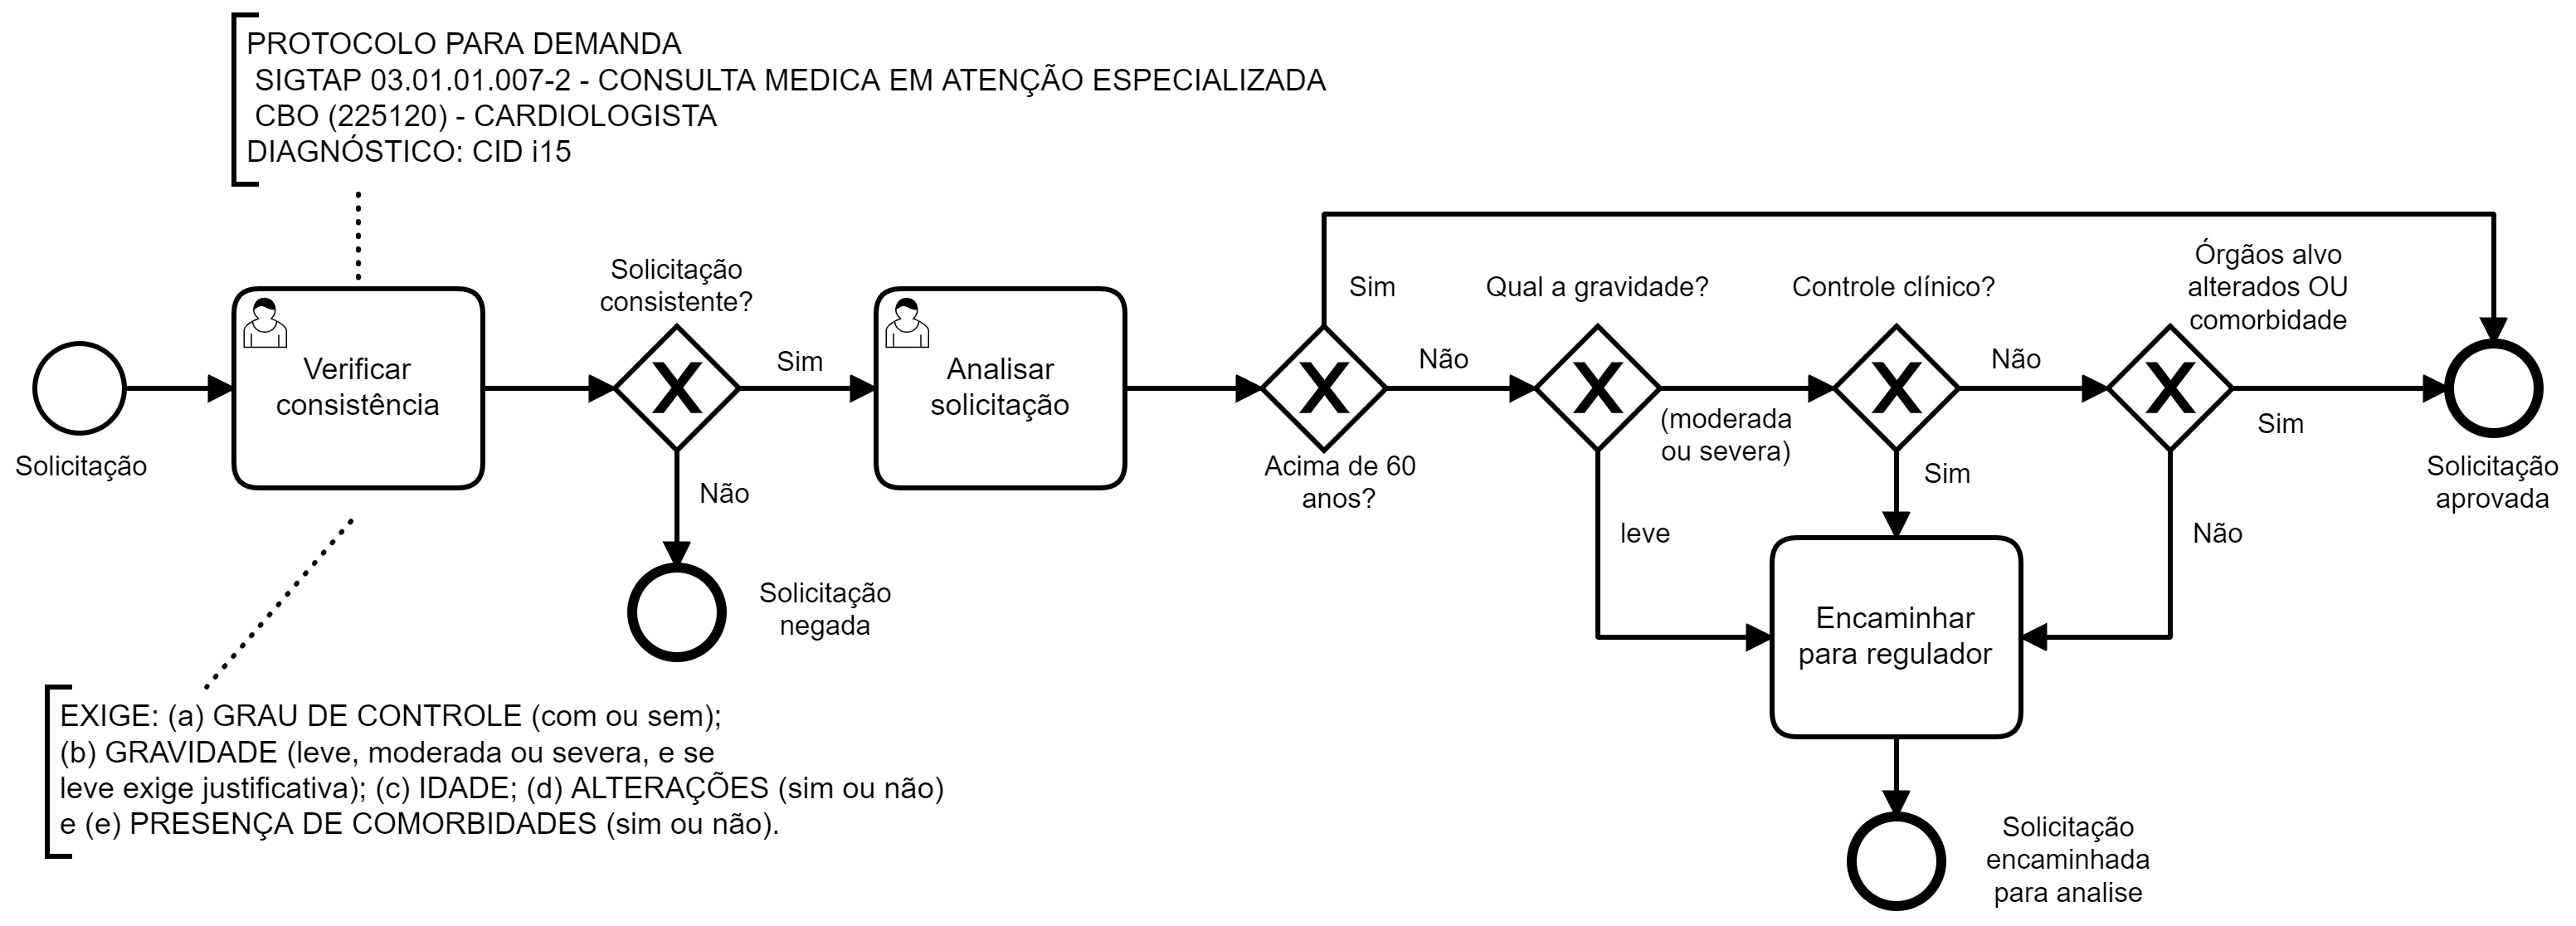 PROTOCOLO PARA DEMANDA
SIGTAP 03.01.01.007-2 - CONSULTA MEDICA EM ATENÇÃO ESPECIALIZADA
CBO (225120) - CARDIOLOGISTA
DIAGNÓSTICO: CID i15
Solicitação
Verificar
consistência
Solicitação
consistente?
Sim
Não
Solicitação
negada
Analisar
solicitação
Acima de 60
anos?
Sim
Não
Qual a gravidade?
(moderada
ou severa)
leve
Controle clínico?
Não
Sim
Órgãos alvo
alterados OU
comorbidade
Sim
Não
Solicitação
aprovada
Encaminhar
para regulador
Solicitação
encaminhada
para analise
EXIGE: (a) GRAU DE CONTROLE (com ou sem);
(b) GRAVIDADE (leve, moderada ou severa, e se
leve exige justificativa); (c) IDADE; (d) ALTERAÇÕES (sim ou não)
e (e) PRESENÇA DE COMORBIDADES (sim ou não).